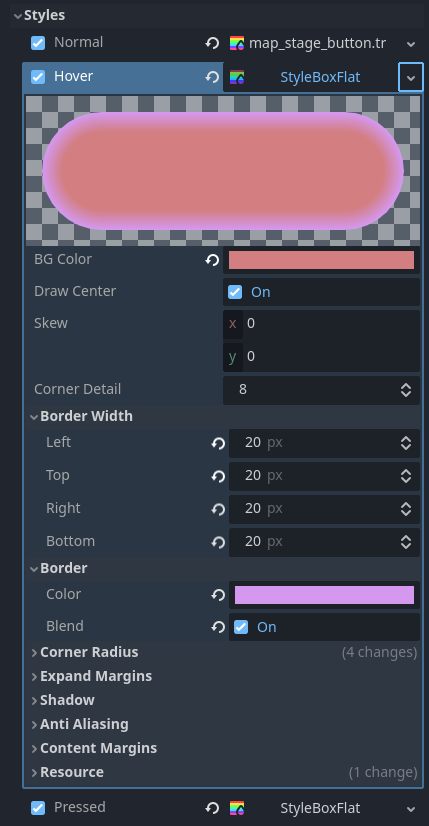 Styles
Normal map_stage_button.tr
Hover StyleBoxFlat
BG Color
Draw Center On
Skew x 0
y 0
Corner Detail 8
Border Width
Left 20 px
Top 20 px
Right 20 px
Bottom 20 px
Border
Color
Blend On
Corner Radius (4 changes)
Expand Margins
Shadow
Anti Aliasing
Content Margins
Resource (1 change)
Pressed StyleBoxFlat